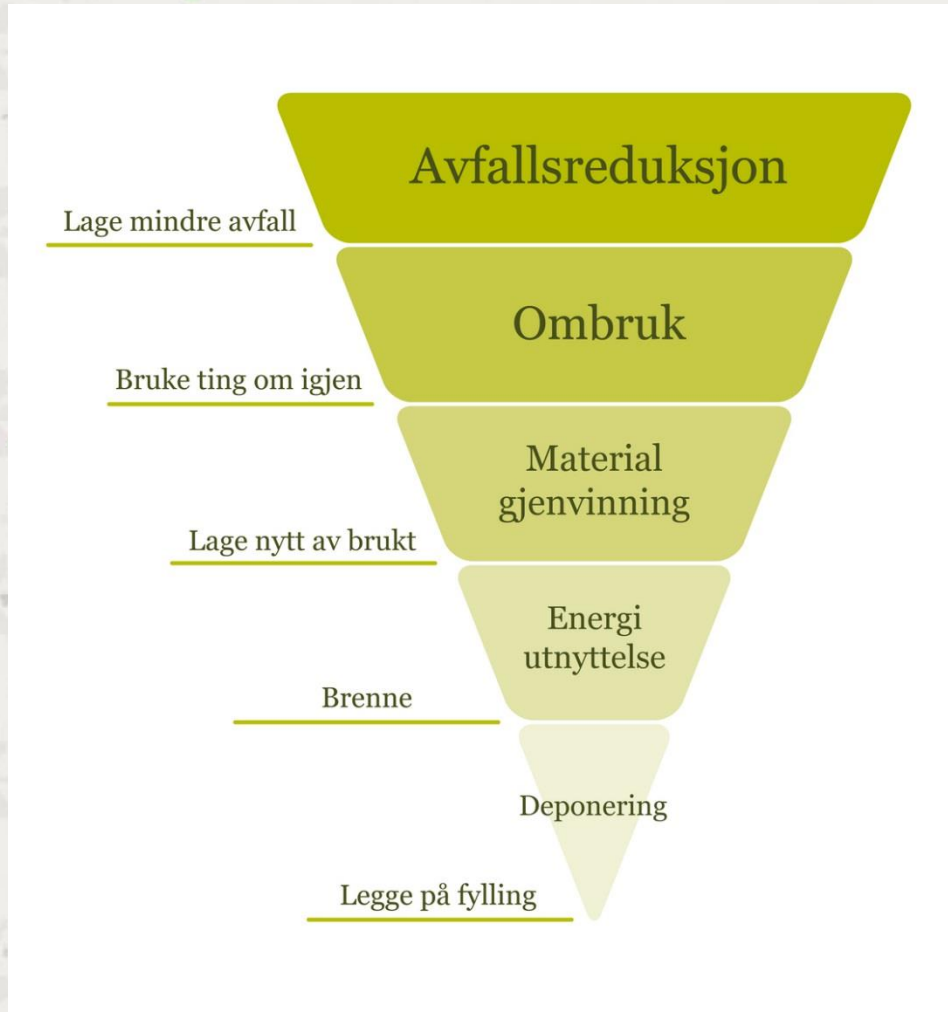 Avfallsreduksjon
Lage mindre avfall
Ombruk
Bruke ting om igjen
Material
gjenvinning
Lage nytt av brukt
Energi
utnyttelse
Brenne
Deponering
Legge på fylling